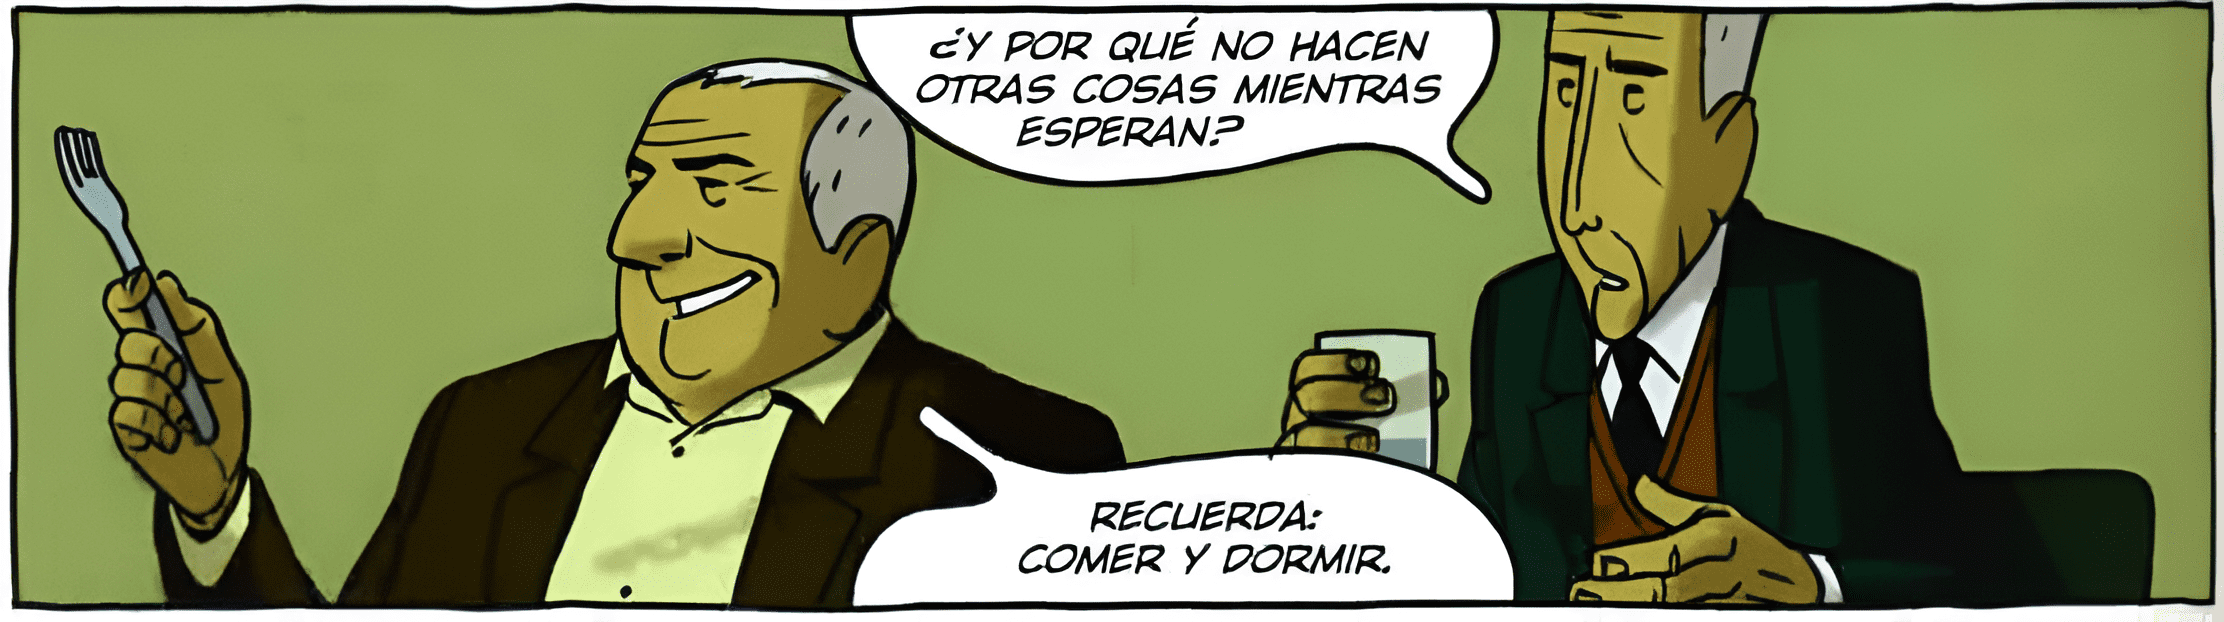 ¿Y POR QUÉ NO HACEN
OTRAS COSAS MIENTRAS
ESPERAN?
RECUERDA:
COMER Y DORMIR.